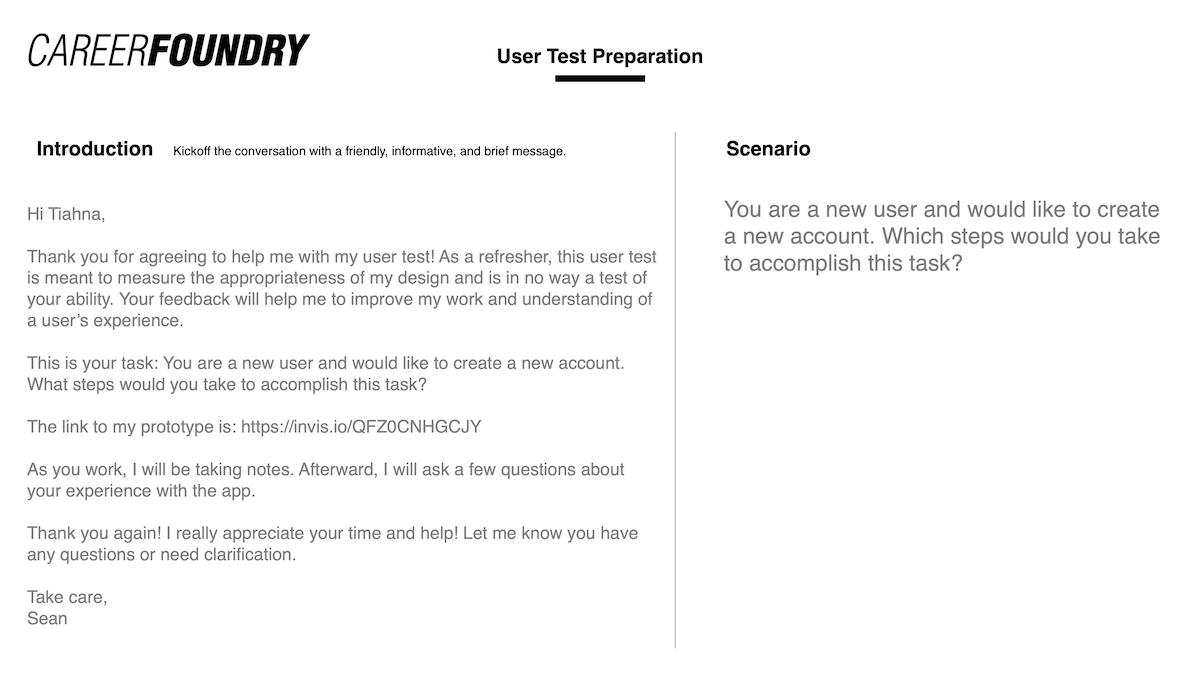 CAREERFOUNDRY
User Test Preparation
Introduction Kickoff the conversation with a friendly, informative, and brief message.
Hi Tiahna,
Thank you for agreeing to help me with my user test! As a refresher, this user test
is meant to measure the appropriateness of my design and is in no way a test of
your ability. Your feedback will help me to improve my work and understanding of
a user’s experience.
This is your task: You are a new user and would like to create a new account.
What steps would you take to accomplish this task?
The link to my prototype is: https://invis.io/QFZ0CNHGCJY
As you work, I will be taking notes. Afterward, I will ask a few questions about
your experience with the app.
Thank you again! I really appreciate your time and help! Let me know you have
any questions or need clarification.
Take care,
Sean
Scenario
You are a new user and would like to create
a new account. Which steps would you take
to accomplish this task?